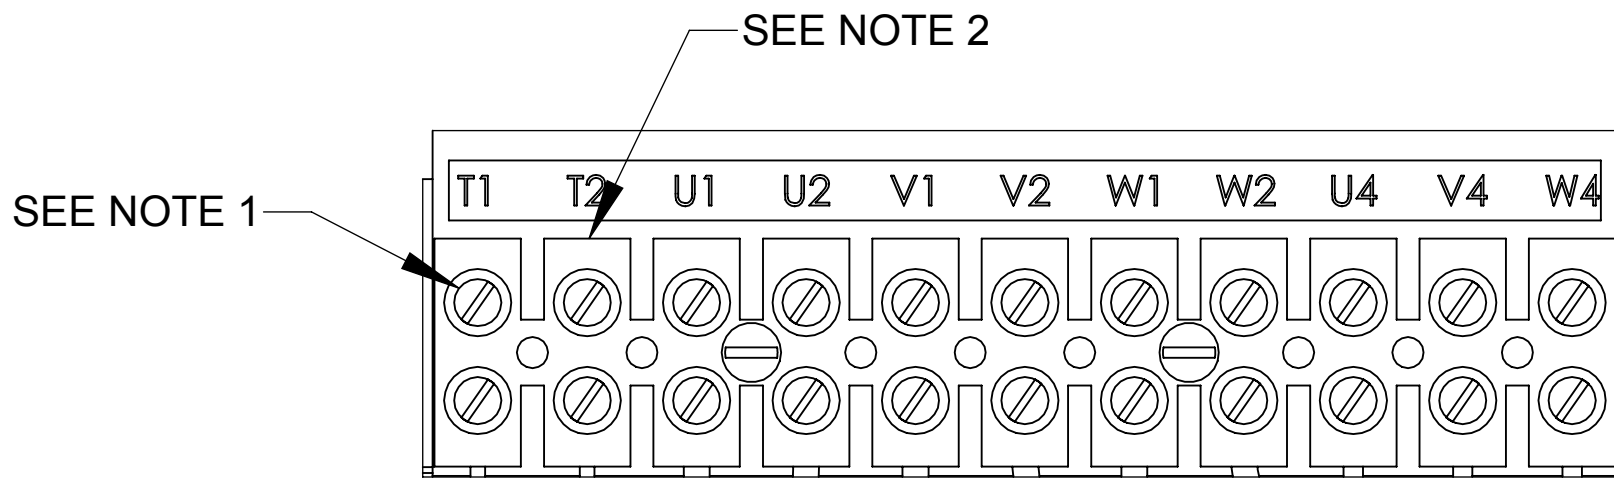 SEE NOTE 2
T1 T2 U1 U2 V1 V2 W1 W2 U4 V4 W4
SEE NOTE 1